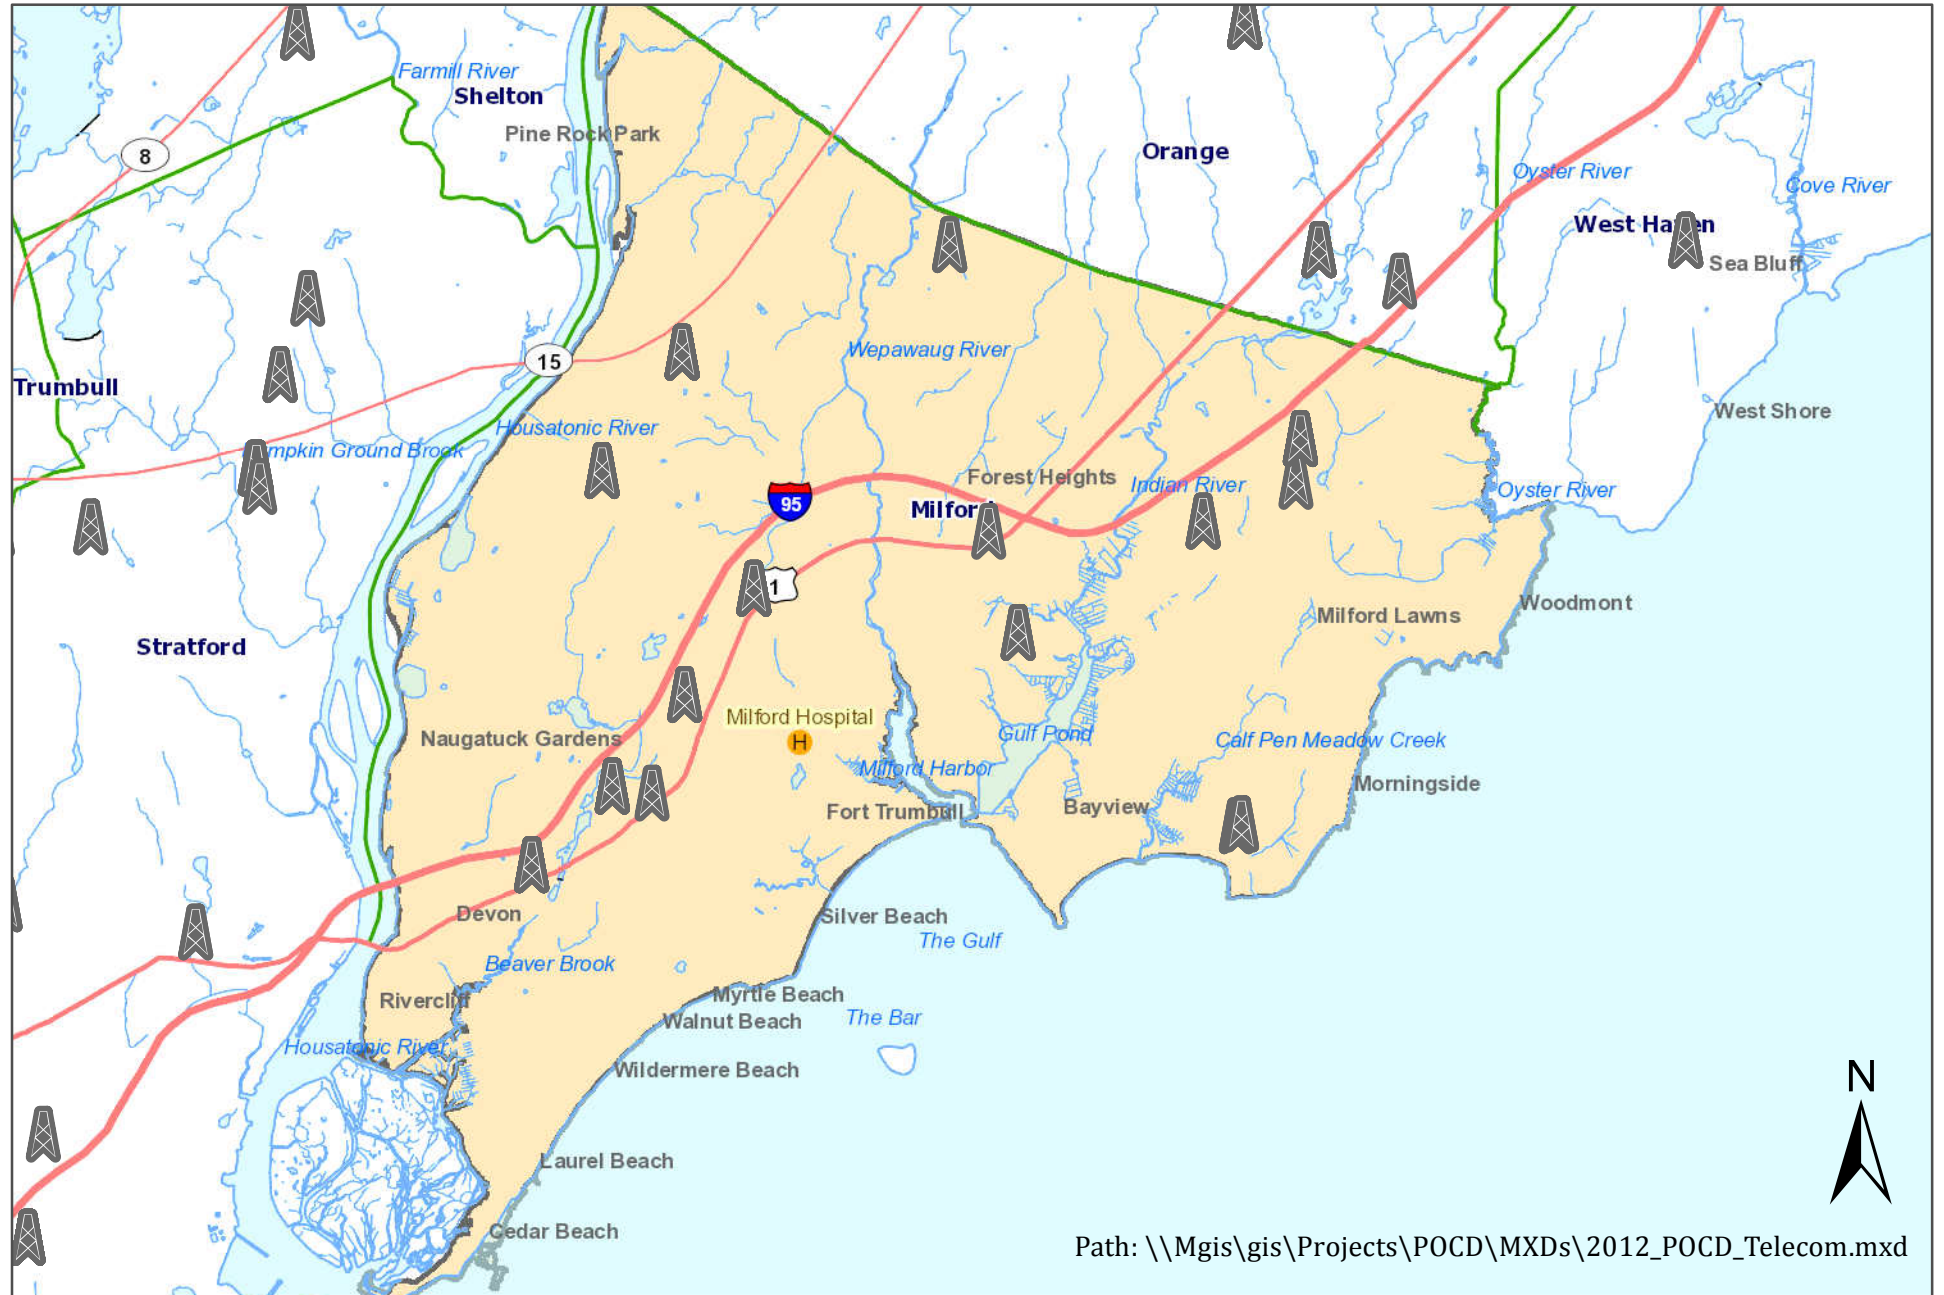 Farmill River
Shelton
Pine Rock Park
8
Orange
Oyster River
Cove River
West Haven
Sea Bluff
15
Wepawaug River
Trumbull
West Shore
Housatonic River
mpkin Ground Brook
Forest Heights
Indian River
Oyster River
95
Milford
1
Woodmont
Milford Lawns
Stratford
Milford Hospital
H
Naugatuck Gardens
Gulf Pond
Calf Pen Meadow Creek
Milford Harbor
Morningside
Fort Trumbull
Bayview
Devon
Silver Beach
The Gulf
Beaver Brook
Rivercliff
Myrtle Beach
Walnut Beach
The Bar
Housatonic River
Wildermere Beach
N
Laurel Beach
Cedar Beach
Path: \\Mgis\gis\Projects\POCD\MXDs\2012_POCD_Telecom.mxd